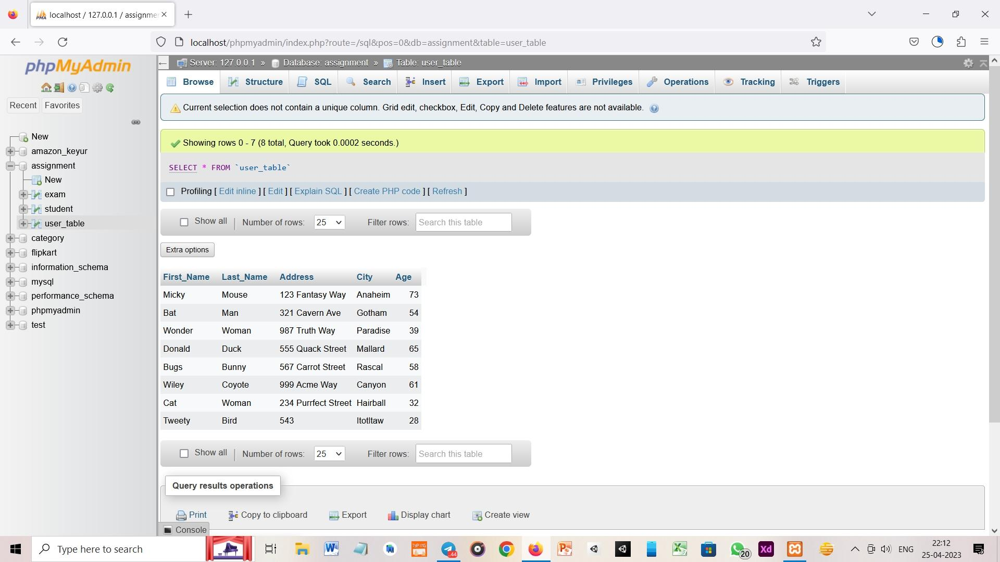 localhost / 127.0.0.1 / assignme
localhost/phpmyadmin/index.php?route=/sql&pos=0&db=assignment&table=user_table
phpMyAdmin
Recent Favorites
New
amazon_keyur
assignment
New
exam
student
user_table
category
flipkart
information_schema
mysql
performance_schema
phpmyadmin
test
Server: 127.0.0.1 » Database: assignment » Table: user_table
Browse Structure SQL Search Insert Export Import Privileges Operations Tracking Triggers
Current selection does not contain a unique column. Grid edit, checkbox, Edit, Copy and Delete features are not available.
Showing rows 0 - 7 (8 total, Query took 0.0002 seconds.)
SELECT * FROM `user_table`
Profiling [ Edit inline ] [ Edit ] [ Explain SQL ] [ Create PHP code ] [ Refresh ]
Show all | Number of rows: 25 Filter rows: Search this table
Extra options
First_Name Last_Name Address City Age
Micky Mouse 123 Fantasy Way Anaheim 73
Bat Man 321 Cavern Ave Gotham 54
Wonder Woman 987 Truth Way Paradise 39
Donald Duck 555 Quack Street Mallard 65
Bugs Bunny 567 Carrot Street Rascal 58
Wiley Coyote 999 Acme Way Canyon 61
Cat Woman 234 Purrfect Street Hairball 32
Tweety Bird 543 Itotltaw 28
Show all | Number of rows: 25 Filter rows: Search this table
Query results operations
Print Copy to clipboard Export Display chart Create view
Console
Type here to search
44
20
Xd
ENG
22:12
25-04-2023